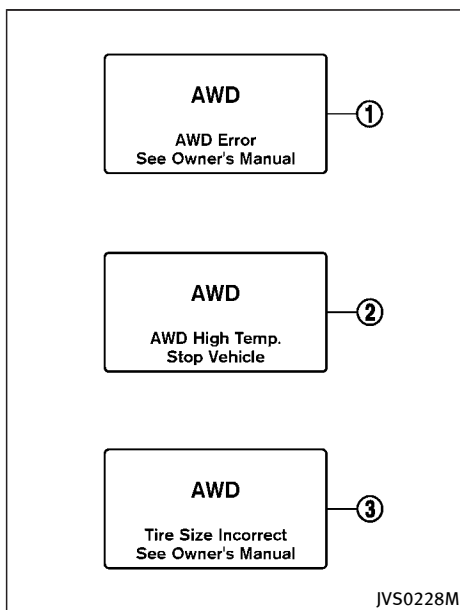 AWD
AWD Error
See Owner's Manual
①
AWD
AWD High Temp.
Stop Vehicle
②
AWD
Tire Size Incorrect
See Owner's Manual
③
JVS0228M